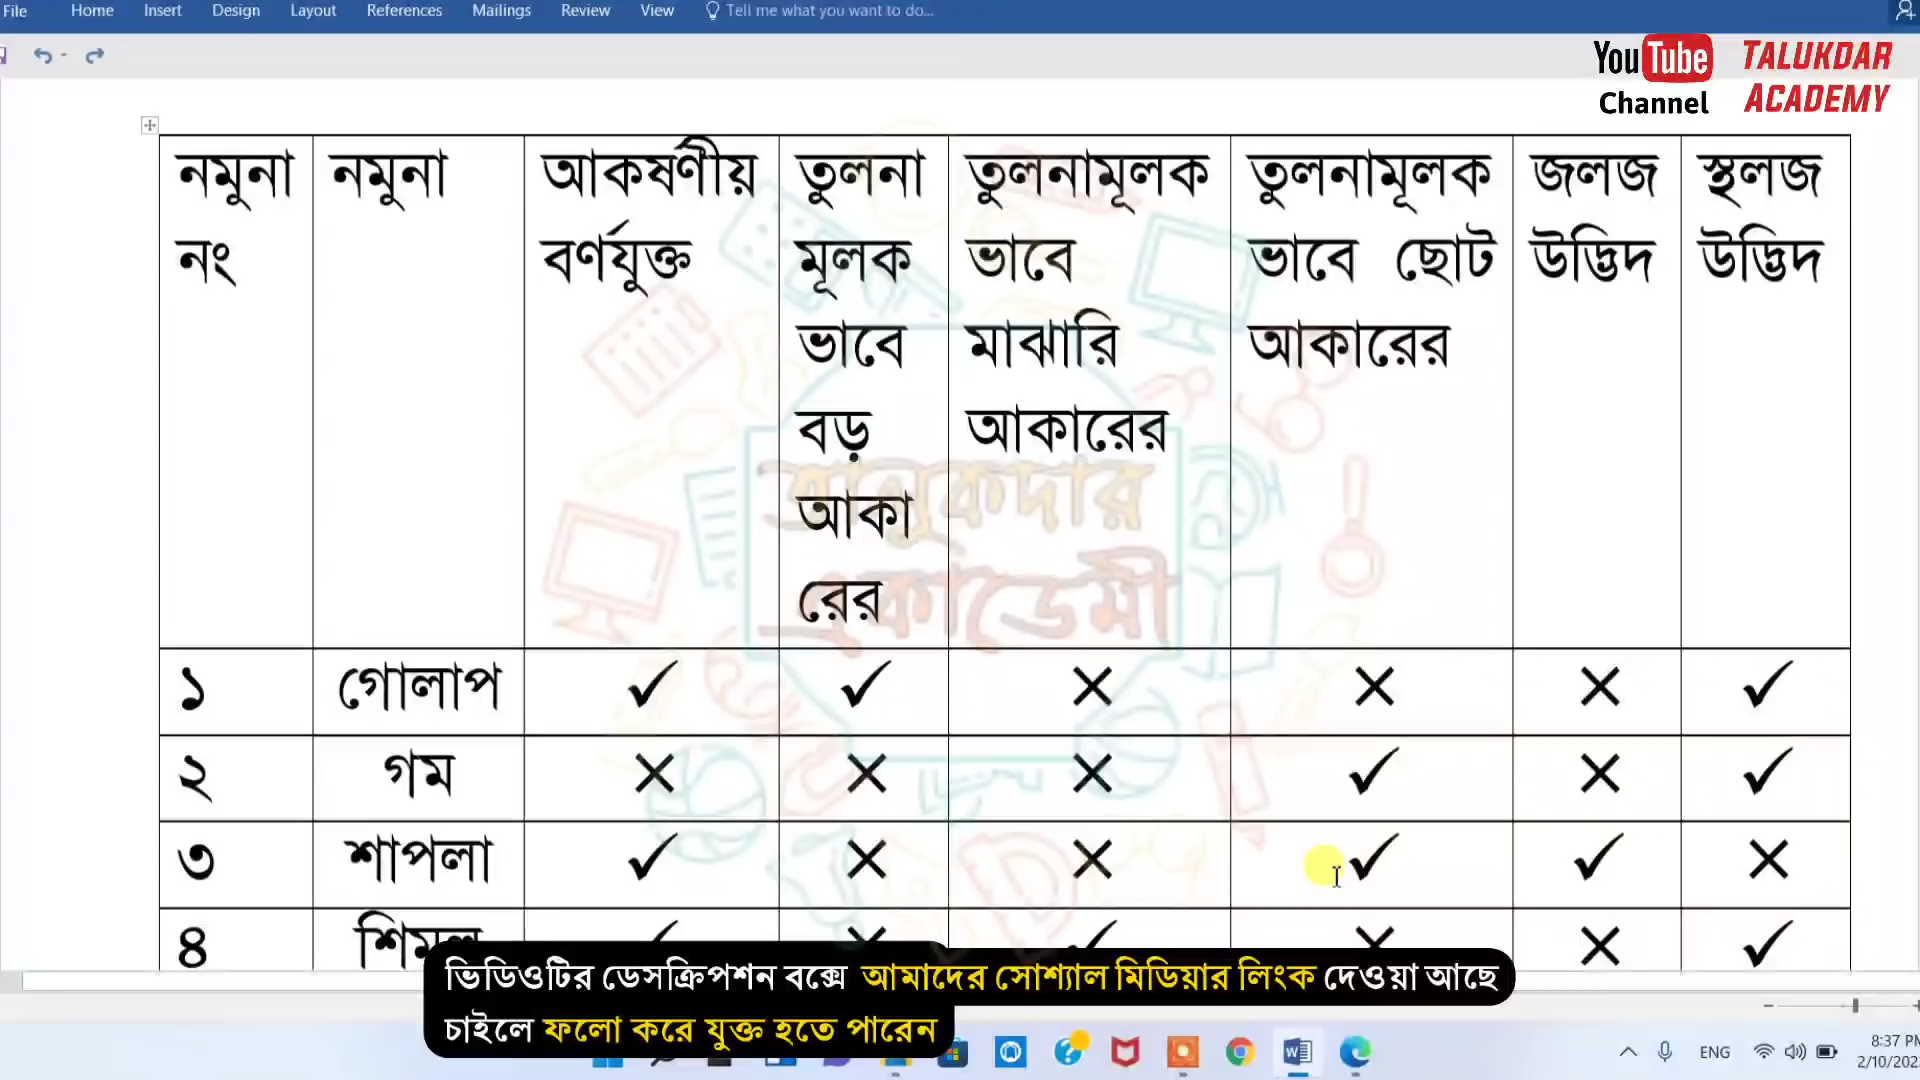 File Home Insert Design Layout References Mailings Review View Tell me what you want to do...
YouTube TALUKDAR
Channel ACADEMY
নমুনা নং নমুনা আকর্ষণীয় বর্ণযুক্ত তুলনামূলক ভাবে বড় আকারের তুলনামূলক ভাবে মাঝারি আকারের তুলনামূলক ভাবে ছোট আকারের জলজ উদ্ভিদ স্থলজ উদ্ভিদ
তালুকদার
একাডেমী
১ গোলাপ ✓ ✓ × × × ✓
২ গম × × × ✓ × ✓
৩ শাপলা ✓ × × ✓ ✓ ×
৪ শিমুল ✓ × ✓ × × ✓
ভিডিওটির ডেসক্রিপশন বক্সে আমাদের সোশ্যাল মিডিয়ার লিংক দেওয়া আছে
চাইলে ফলো করে যুক্ত হতে পারেন
ENG
8:37 PM
2/10/202